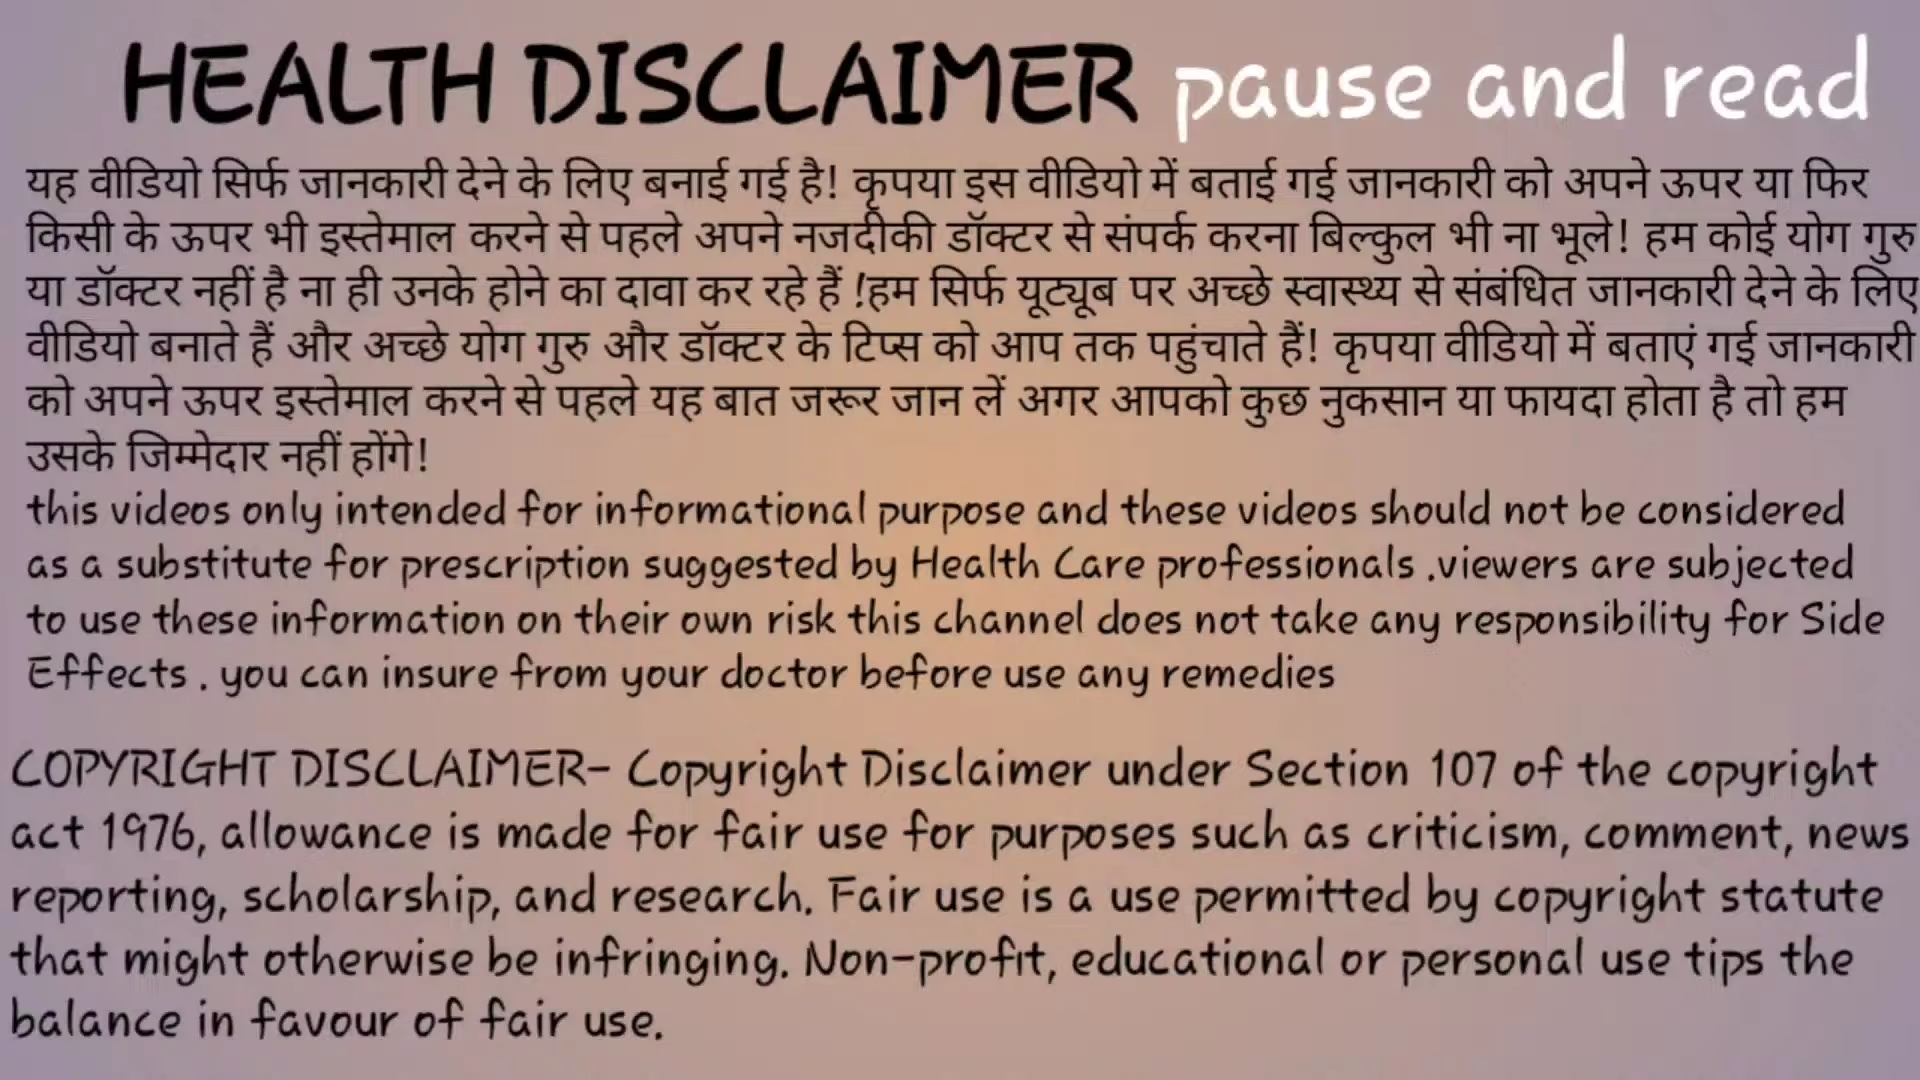 HEALTH DISCLAIMER pause and read
यह वीडियो सिर्फ जानकारी देने के लिए बनाई गई है! कृपया इस वीडियो में बताई गई जानकारी को अपने ऊपर या फिर
किसी के ऊपर भी इस्तेमाल करने से पहले अपने नजदीकी डॉक्टर से संपर्क करना बिल्कुल भी ना भूले! हम कोई योग गुरु
या डॉक्टर नहीं है ना ही उनके होने का दावा कर रहे हैं !हम सिर्फ यूट्यूब पर अच्छे स्वास्थ्य से संबंधित जानकारी देने के लिए
वीडियो बनाते हैं और अच्छे योग गुरु और डॉक्टर के टिप्स को आप तक पहुंचाते हैं! कृपया वीडियो में बताएं गई जानकारी
को अपने ऊपर इस्तेमाल करने से पहले यह बात जरूर जान लें अगर आपको कुछ नुकसान या फायदा होता है तो हम
उसके जिम्मेदार नहीं होंगे!
this videos only intended for informational purpose and these videos should not be considered
as a substitute for prescription suggested by Health Care professionals .viewers are subjected
to use these information on their own risk this channel does not take any responsibility for Side
Effects . you can insure from your doctor before use any remedies
COPYRIGHT DISCLAIMER- Copyright Disclaimer under Section 107 of the copyright
act 1976, allowance is made for fair use for purposes such as criticism, comment, news
reporting, scholarship, and research. Fair use is a use permitted by copyright statute
that might otherwise be infringing. Non-profit, educational or personal use tips the
balance in favour of fair use.